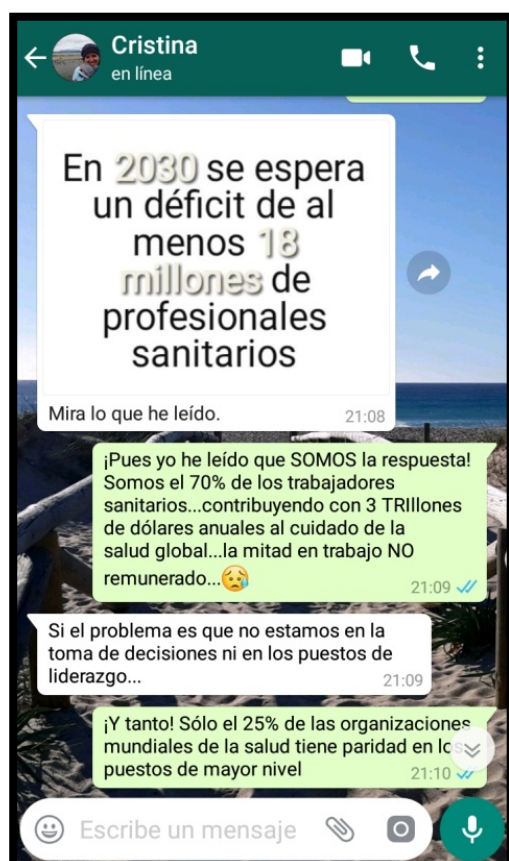 Cristina
en línea
En 2030 se espera
un déficit de al
menos 18
millones de
profesionales
sanitarios
Mira lo que he leído.
21:08
¡Pues yo he leído que SOMOS la respuesta!
Somos el 70% de los trabajadores
sanitarios...contribuyendo con 3 TRIllones
de dólares anuales al cuidado de la
salud global...la mitad en trabajo NO
remunerado...😥
21:09
Si el problema es que no estamos en la
toma de decisiones ni en los puestos de
liderazgo...
21:09
¡Y tanto! Sólo el 25% de las organizaciones
mundiales de la salud tiene paridad en los
puestos de mayor nivel
21:10
Escribe un mensaje